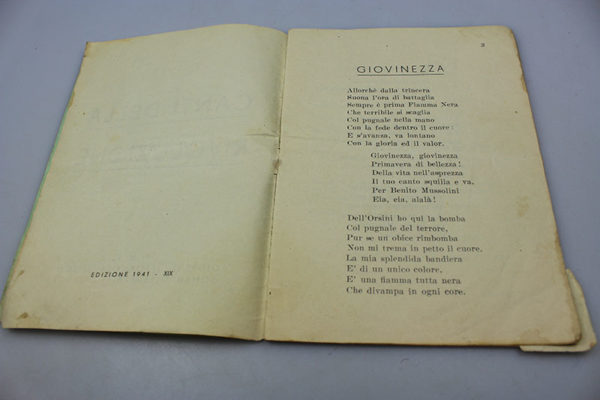 EDIZIONE 1941 - XIX
3
GIOVINEZZA
Allorchè dalla trincera
Suona l'ora di battaglia
Sempre è prima Fiamma Nera
Che terribile si scaglia
Col pugnale nella mano
Con la fede dentro il cuore:
E s'avanza, va lontano
Con la gloria ed il valor.
Giovinezza, giovinezza
Primavera di bellezza!
Della vita nell'asprezza
Il tuo canto squilla e va,
Per Benito Mussolini
Eia, eia, alalà!
Dell'Orsini ho qui la bomba
Col pugnale del terrore,
Pur se un obice rimbomba
Non mi trema in petto il cuore.
La mia splendida bandiera
E' di un unico colore,
E' una fiamma tutta nera
Che divampa in ogni core.